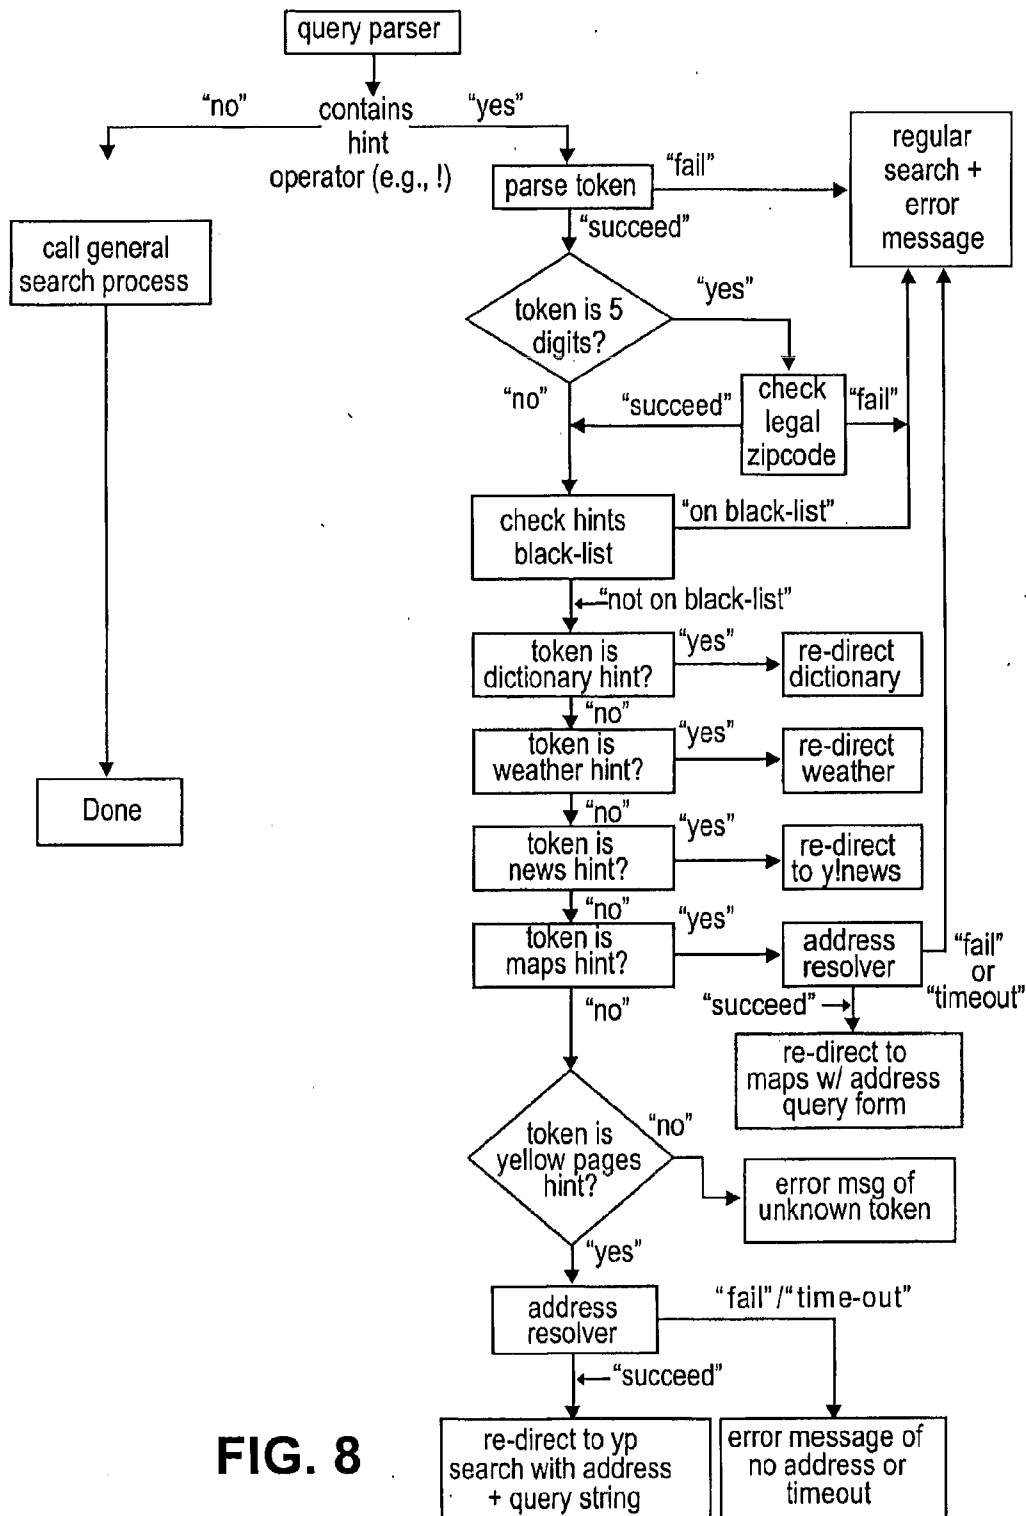 query parser
"no"
contains
hint
operator (e.g., !)
"yes"
parse token
"fail"
regular
search +
error
message
"succeed"
call general
search process
token is 5
digits?
"yes"
"no"
"succeed"
check
legal
zipcode
"fail"
check hints
black-list
"on black-list"
"not on black-list"
token is
dictionary hint?
"yes"
re-direct
dictionary
"no"
token is
weather hint?
"yes"
re-direct
weather
Done
"no"
token is
news hint?
"yes"
re-direct
to y!news
"no"
token is
maps hint?
"yes"
address
resolver
"fail"
or
"timeout"
"no"
"succeed"
re-direct to
maps w/ address
query form
token is
yellow pages
hint?
"no"
error msg of
unknown token
"yes"
address
resolver
"fail"/"time-out"
"succeed"
re-direct to yp
search with address
+ query string
error message of
no address or
timeout
FIG. 8